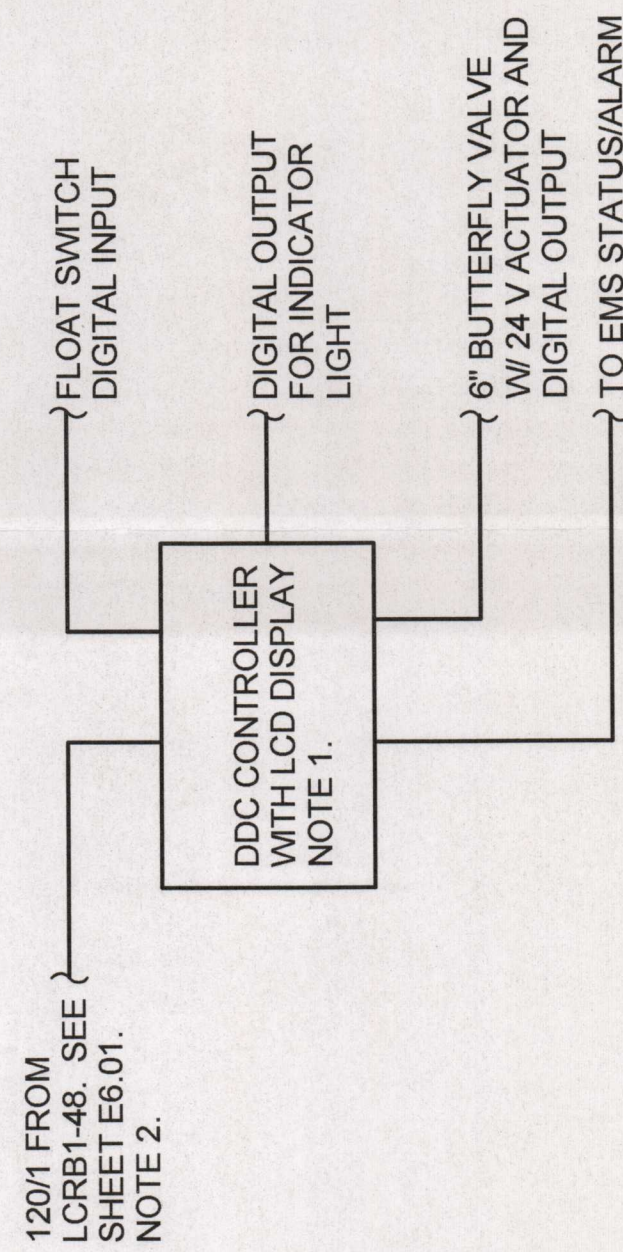 120/1 FROM
LCRB1-48. SEE
SHEET E6.01.
NOTE 2.
FLOAT SWITCH
DIGITAL INPUT
DDC CONTROLLER
WITH LCD DISPLAY
NOTE 1.
DIGITAL OUTPUT
FOR INDICATOR
LIGHT
6" BUTTERFLY VALVE
W/ 24 V ACTUATOR AND
DIGITAL OUTPUT
TO EMS STATUS/ALARM